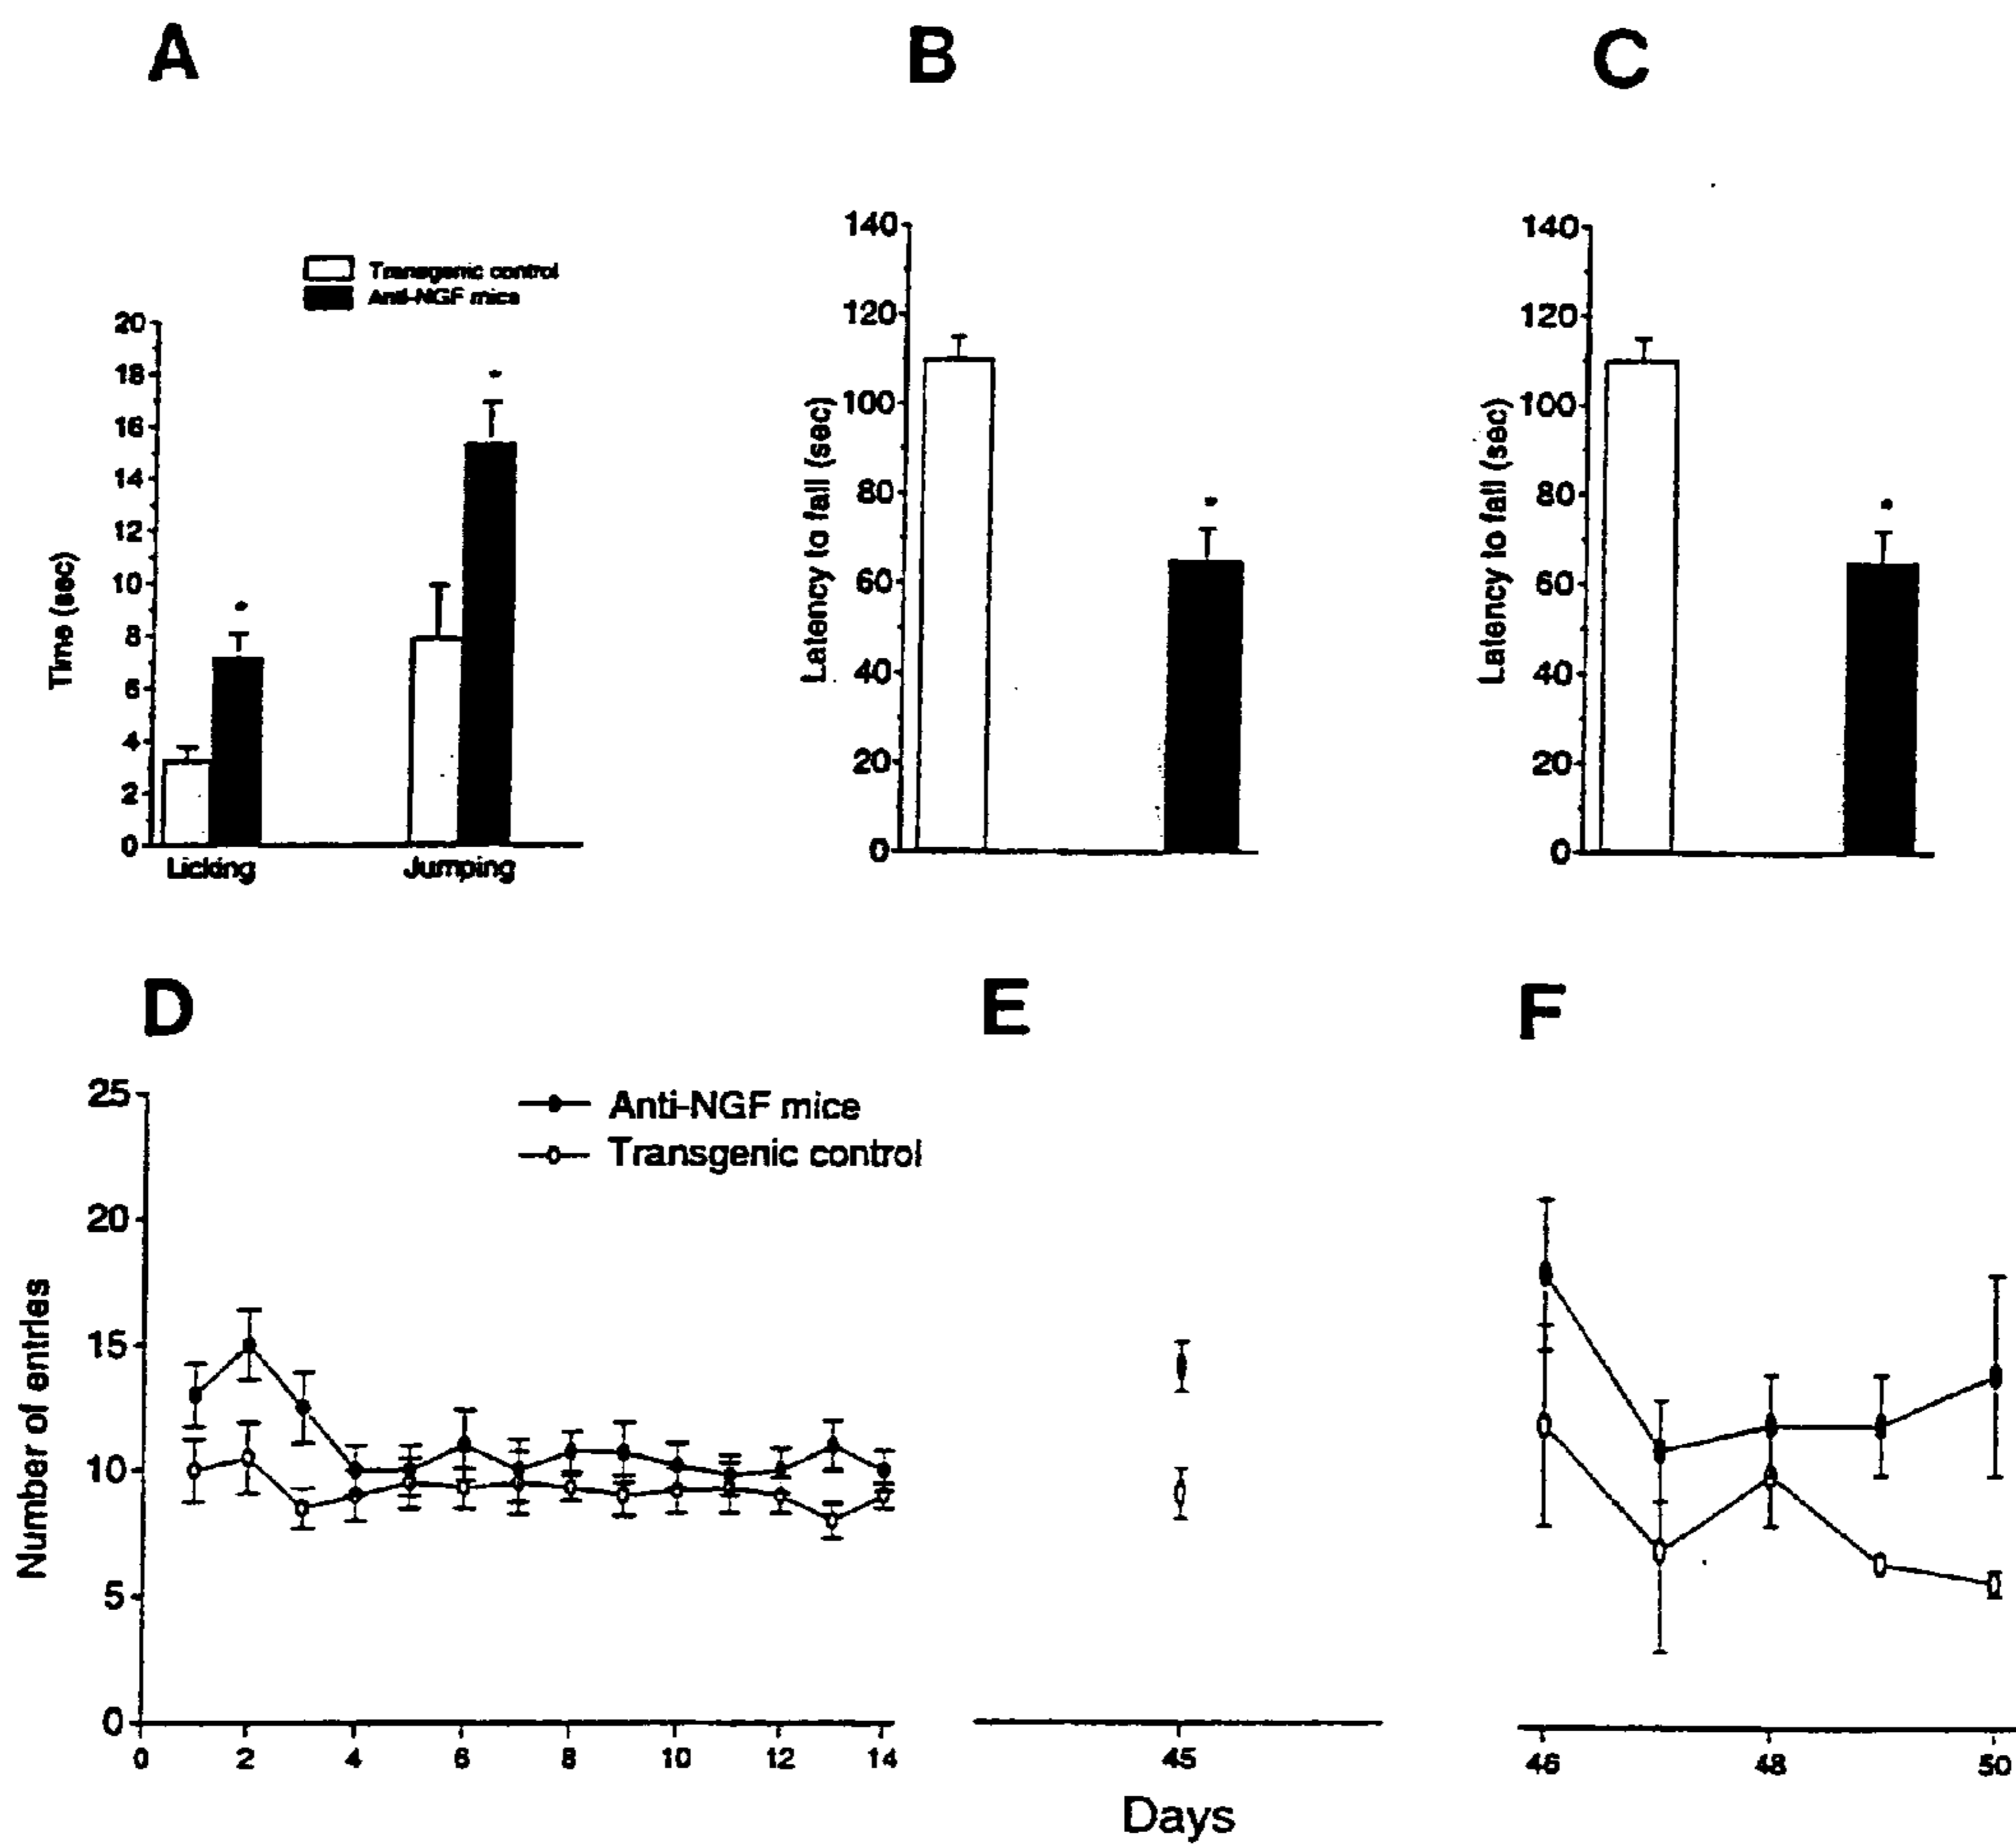 A
B
C
Transgenic control
Anti-NGF mice
Time (sec)
20
18
16
14
12
10
8
6
4
2
0
Licking
Jumping
Latency to fall (sec)
140
120
100
80
60
40
20
0
Latency to fall (sec)
140
120
100
80
60
40
20
0
D
E
F
Anti-NGF mice
Transgenic control
Number of entries
25
20
15
10
5
0
0 2 4 6 8 10 12 14
45
46 48 50
Days